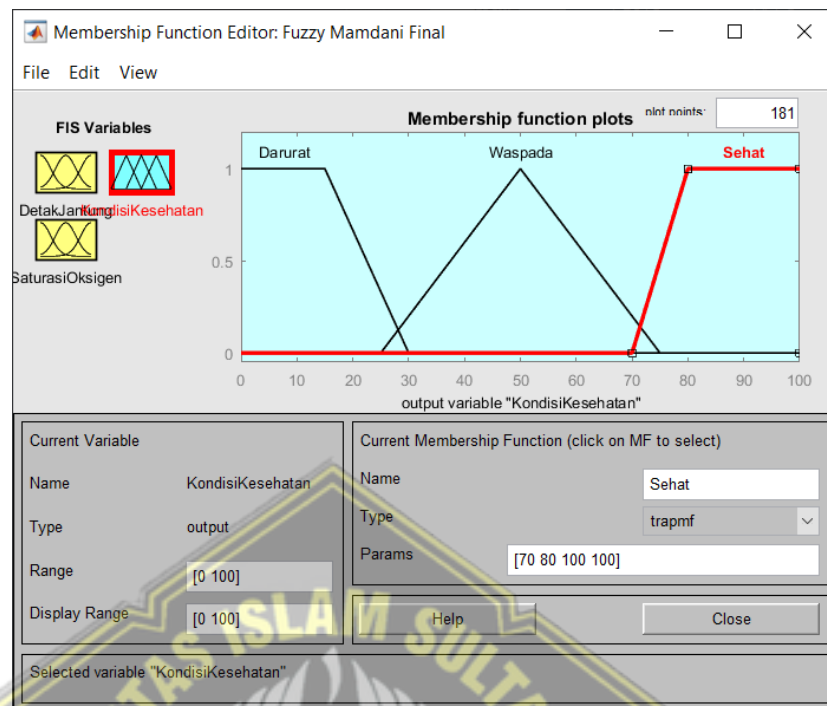 Membership Function Editor: Fuzzy Mamdani Final
File Edit View
FIS Variables
Membership function plots
plot points:
181
DetakJantung
KondisiKesehatan
SaturasiOksigen
Darurat
Waspada
Sehat
1
0.5
0
0 10 20 30 40 50 60 70 80 90 100
output variable "KondisiKesehatan"
Current Variable
Name KondisiKesehatan
Type output
Range [0 100]
Display Range [0 100]
Current Membership Function (click on MF to select)
Name Sehat
Type trapmf
Params [70 80 100 100]
Help Close
Selected variable "KondisiKesehatan"
TAS ISLAM SULT